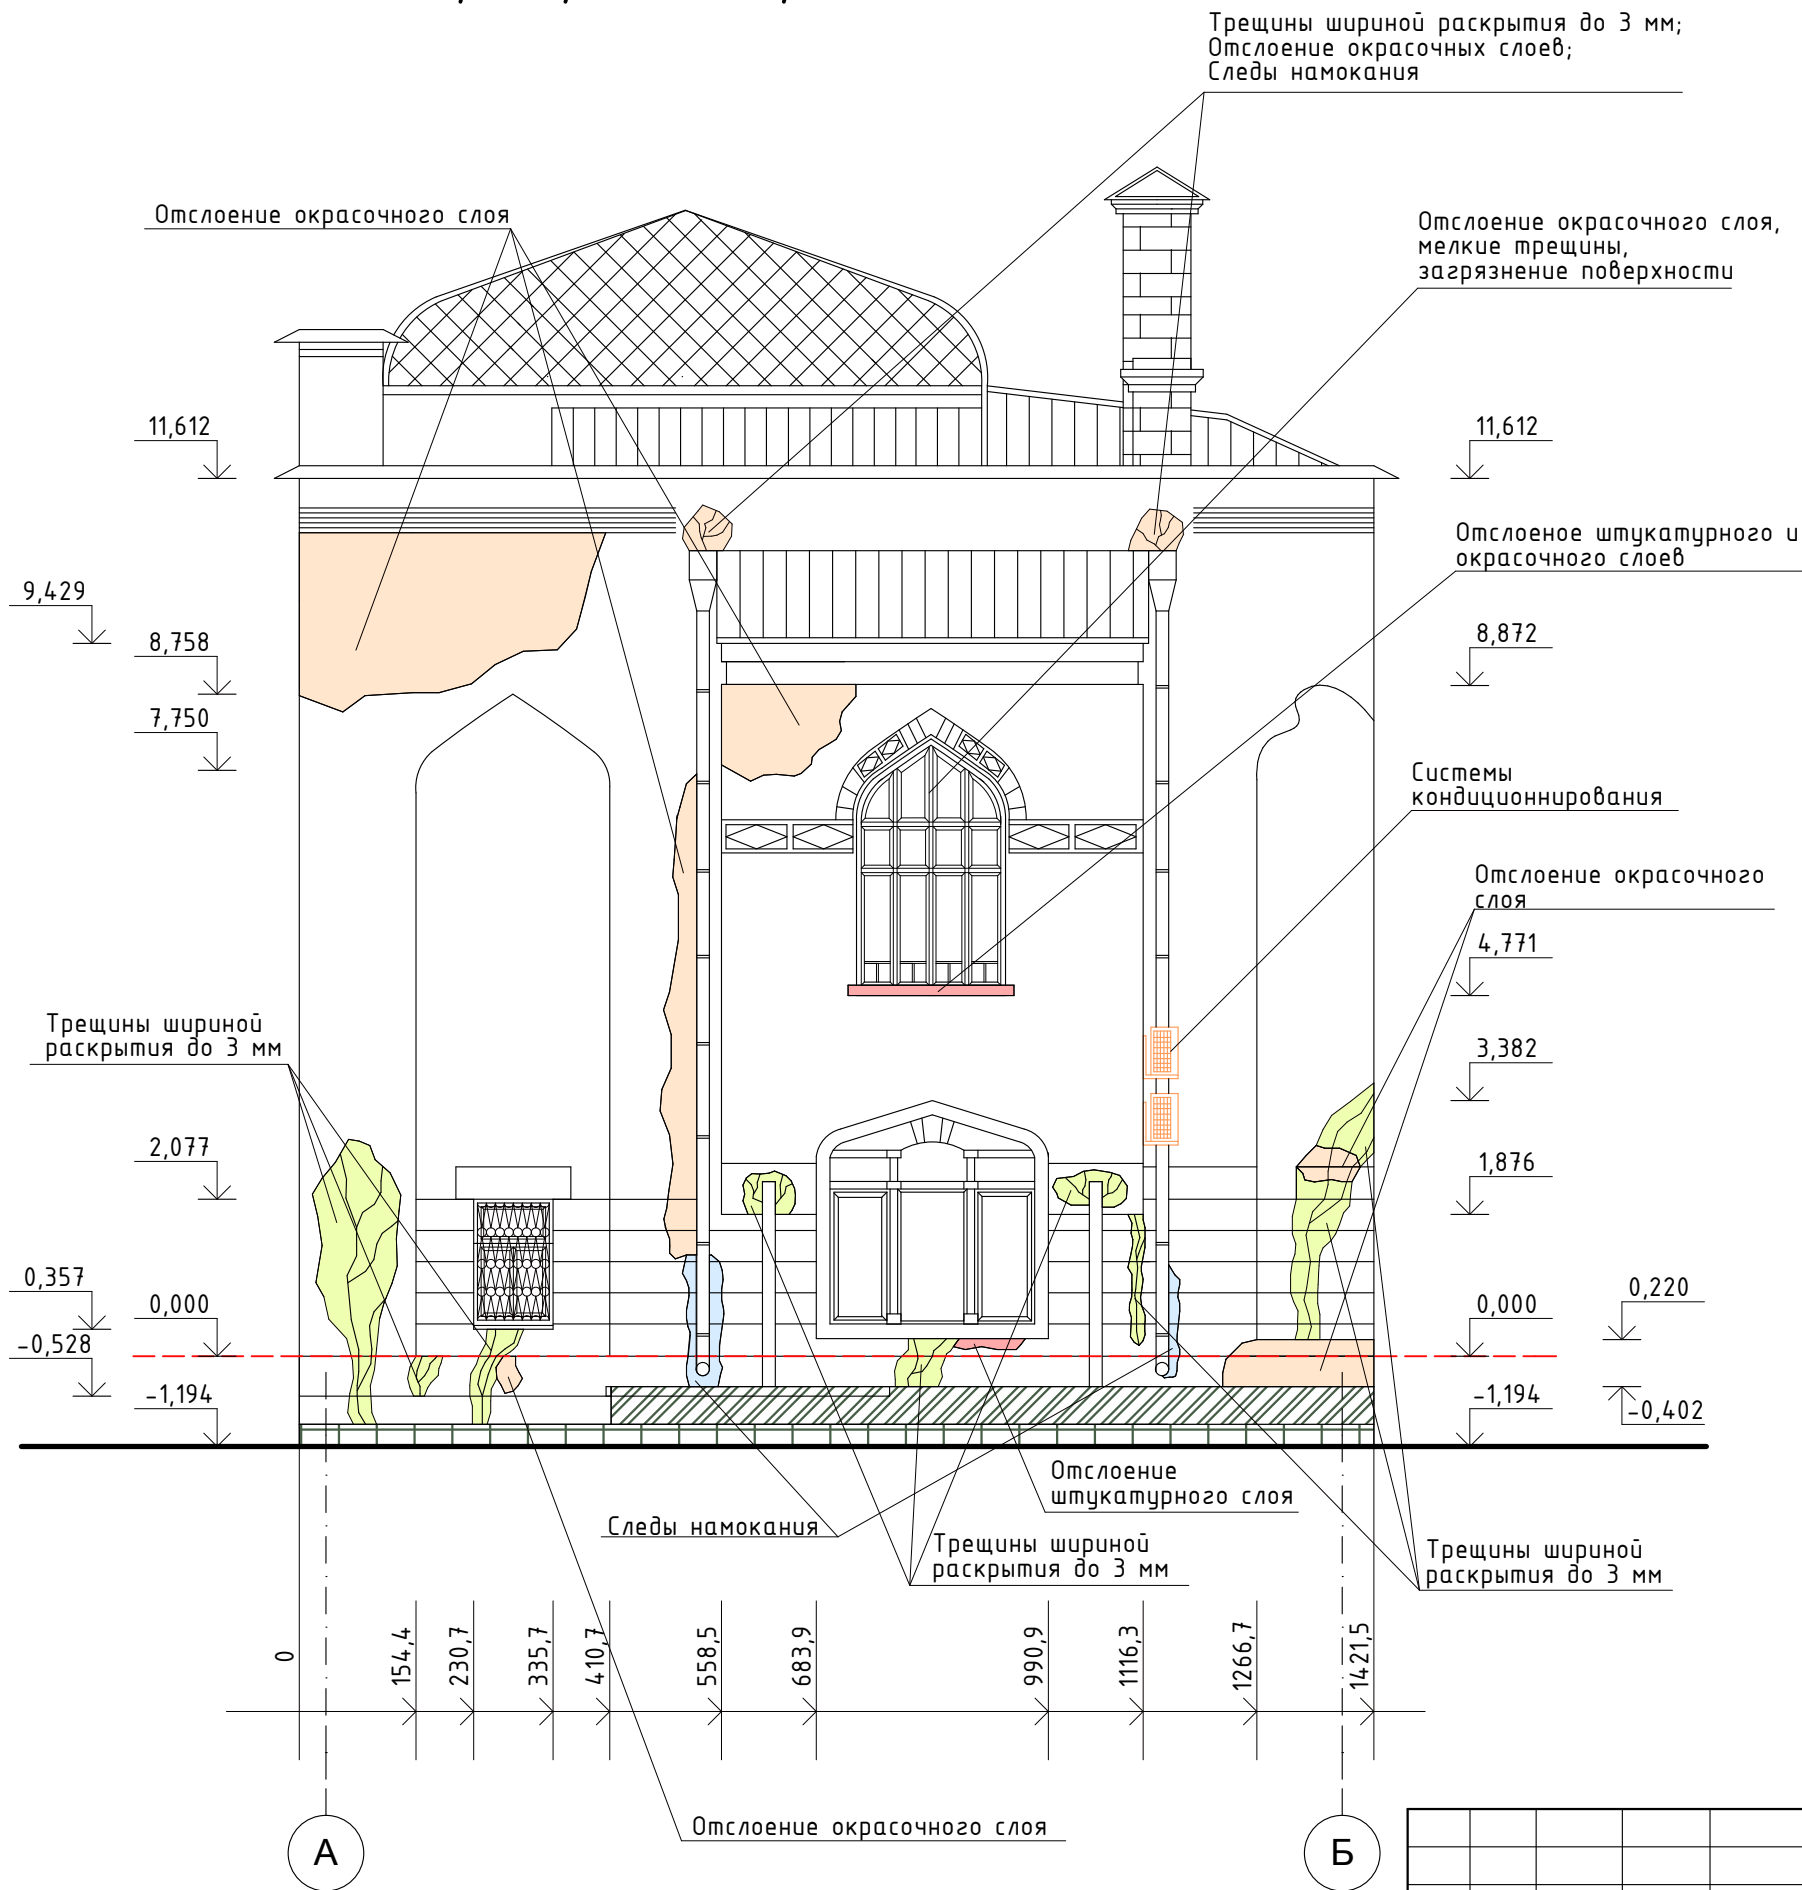 Трещины шириной раскрытия до 3 мм;
Отслоение окрасочных слоев;
Следы намокания
Отслоение окрасочного слоя
Отслоение окрасочного слоя,
мелкие трещины,
загрязнение поверхности
11,612
11,612
Отслоеное штукатурного и
окрасочного слоев
9,429
8,758
8,872
7,750
Системы
кондиционнирования
Отслоение окрасочного
слоя
4,771
Трещины шириной
раскрытия до 3 мм
3,382
2,077
1,876
0,357
0,000
0,000
0,220
-0,528
-1,194
-1,194
-0,402
Отслоение
штукатурного слоя
Следы намокания
Трещины шириной
раскрытия до 3 мм
Трещины шириной
раскрытия до 3 мм
0
154,4
230,7
335,7
410,7
558,5
683,9
990,9
1116,3
1266,7
1421,5
Отслоение окрасочного слоя
А
Б